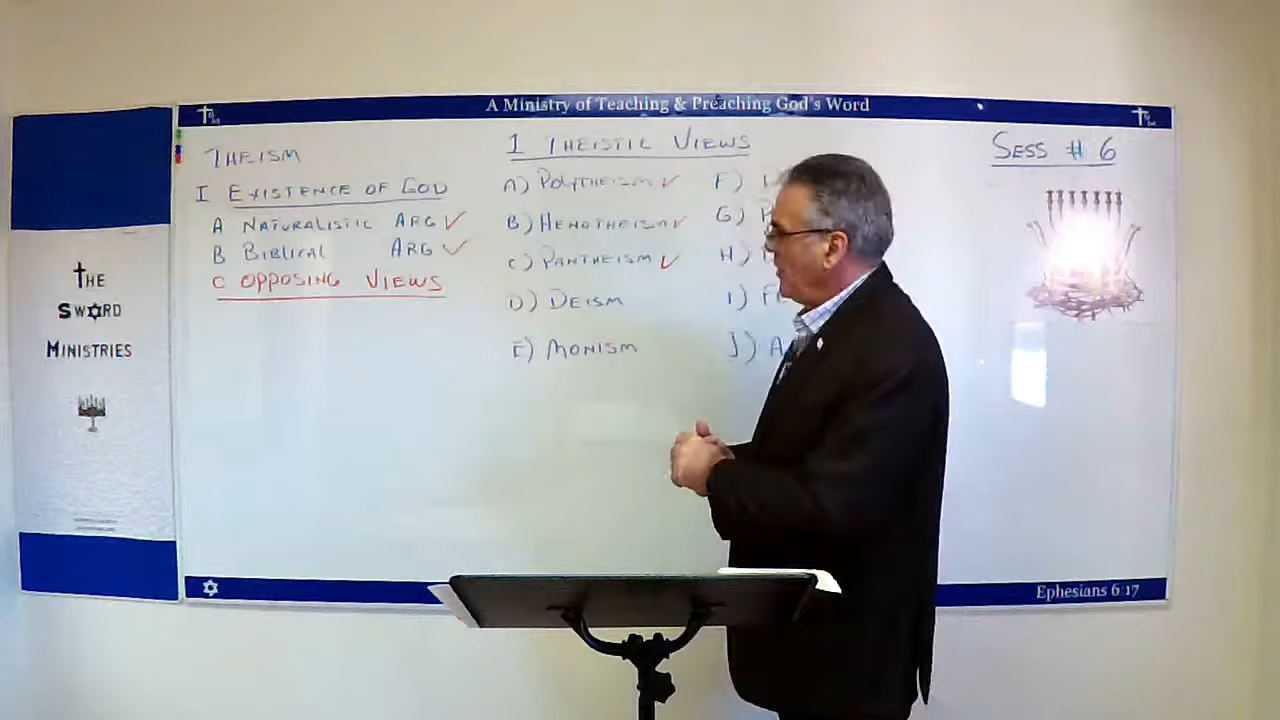 A Ministry of Teaching & Preaching God's Word
THE
SWORD
MINISTRIES
THEISM
I EXISTENCE OF GOD
A NATURALISTIC ARG ✓
B BIBLICAL ARG ✓
C OPPOSING VIEWS
I THEISTIC VIEWS
A) POLYTHEISM ✓
B) HENOTHEISM ✓
C) PANTHEISM ✓
D) DEISM
E) MONISM
F)
G)
H)
I)
J)
SESS # 6
Ephesians 6:17